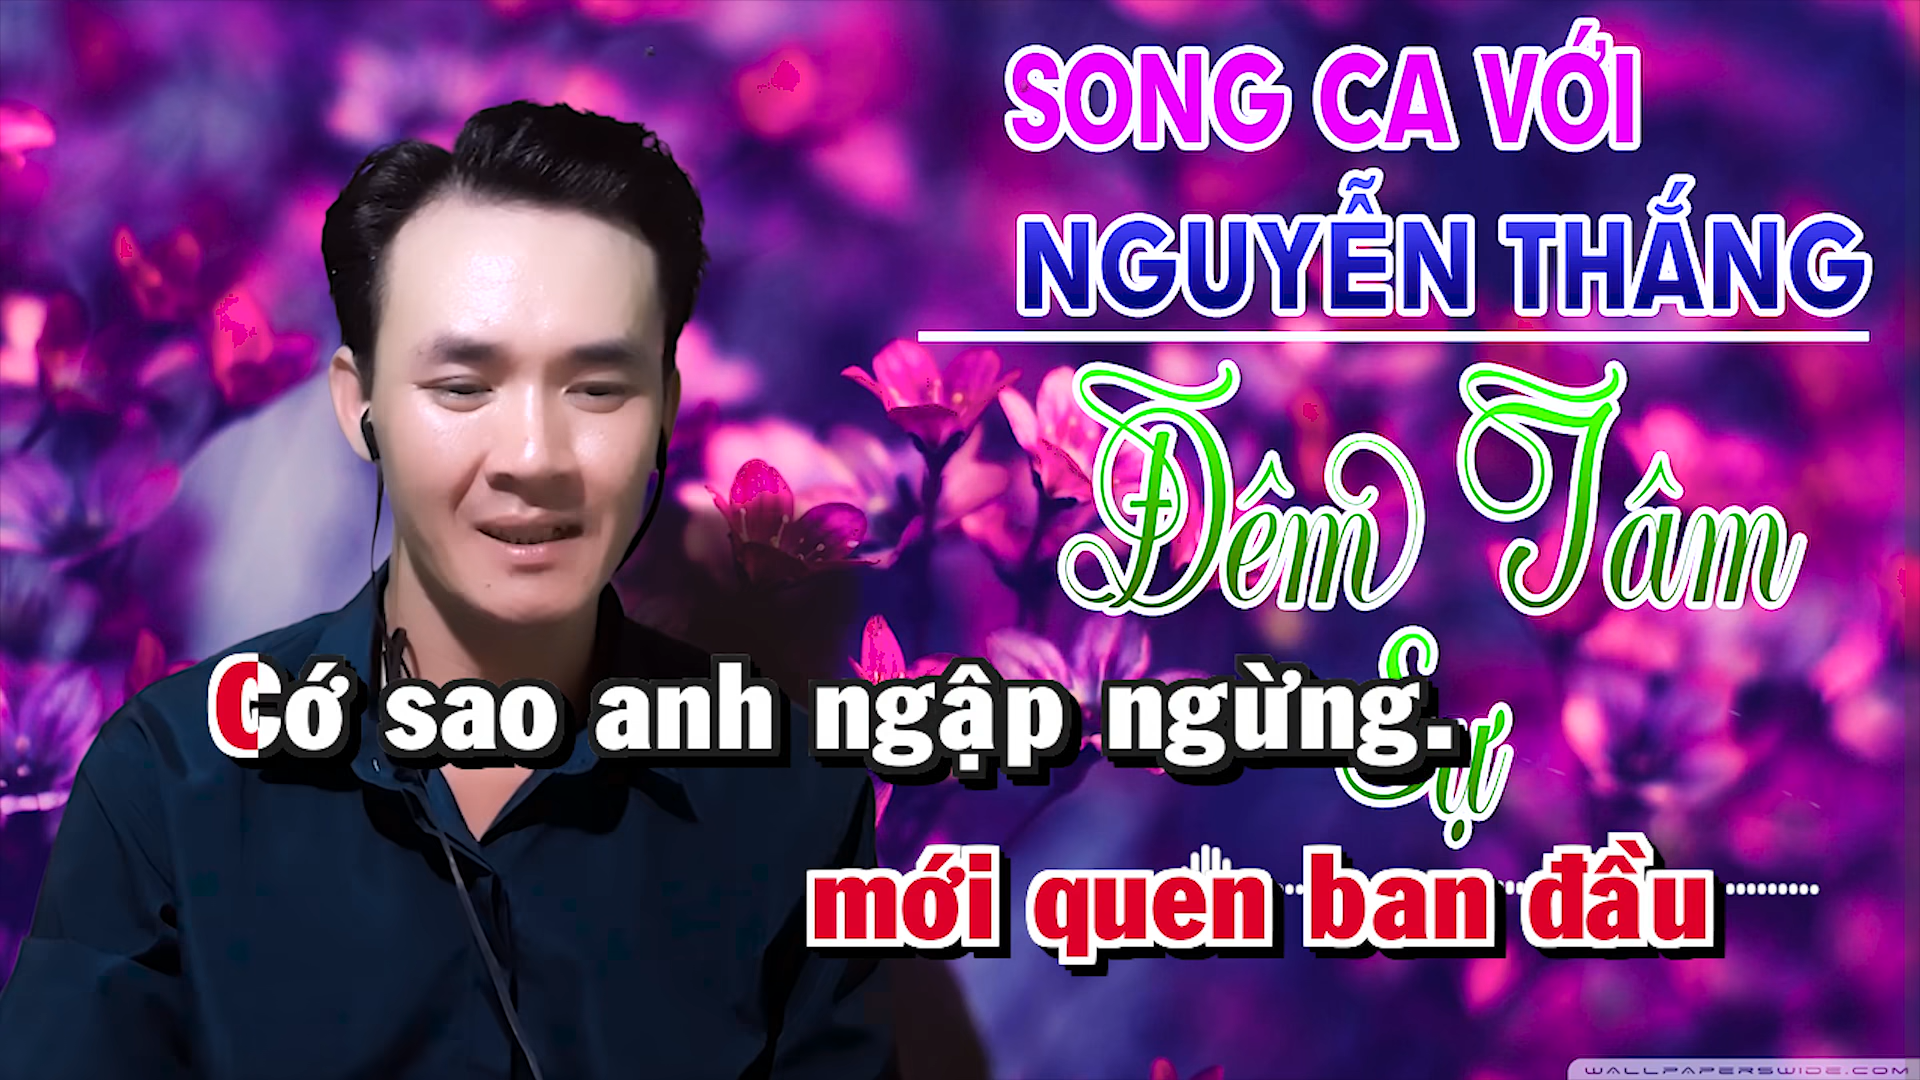 SONG CA VỚI
NGUYỄN THẮNG
Đêm Tâm
Sự
Cớ sao anh ngập ngừng.
mới quen ban đầu
WALLPAPERSWIDE.COM